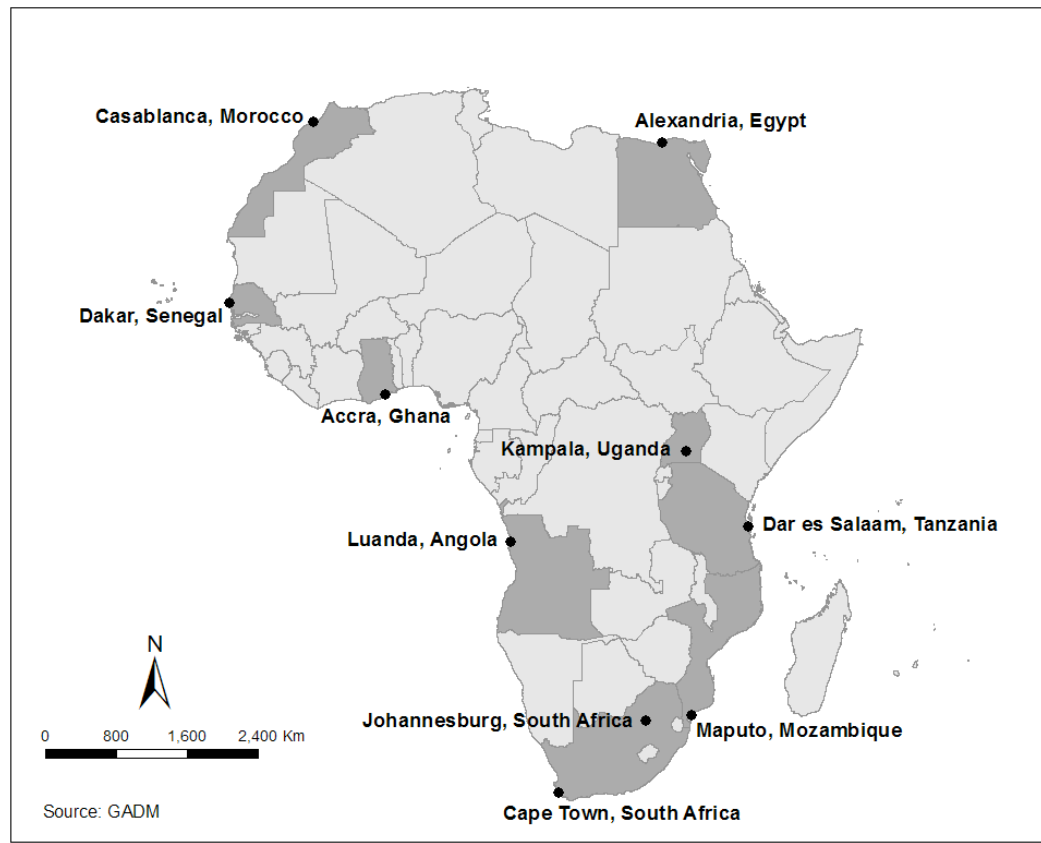 Casablanca, Morocco
Alexandria, Egypt
Dakar, Senegal
Accra, Ghana
Kampala, Uganda
Dar es Salaam, Tanzania
Luanda, Angola
N
Johannesburg, South Africa
Maputo, Mozambique
0 800 1,600 2,400 Km
Source: GADM
Cape Town, South Africa